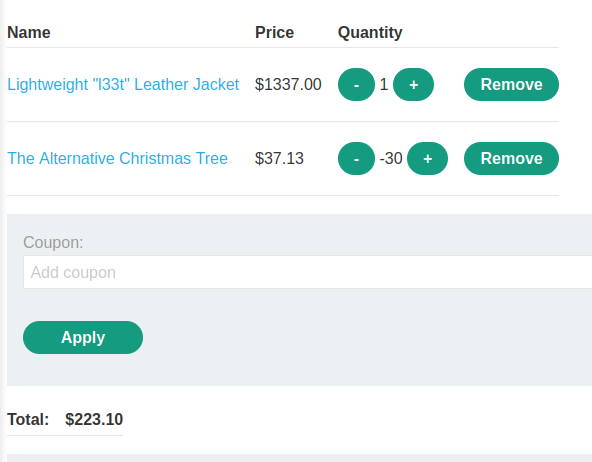 Name Price Quantity
Lightweight "l33t" Leather Jacket $1337.00 - 1 + Remove
The Alternative Christmas Tree $37.13 - -30 + Remove
Coupon:
Add coupon
Apply
Total: $223.10